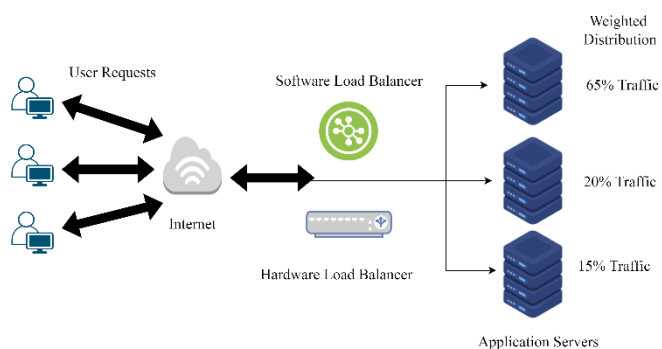 Weighted
Distribution
User Requests
Software Load Balancer
65% Traffic
20% Traffic
Internet
15% Traffic
Hardware Load Balancer
Application Servers